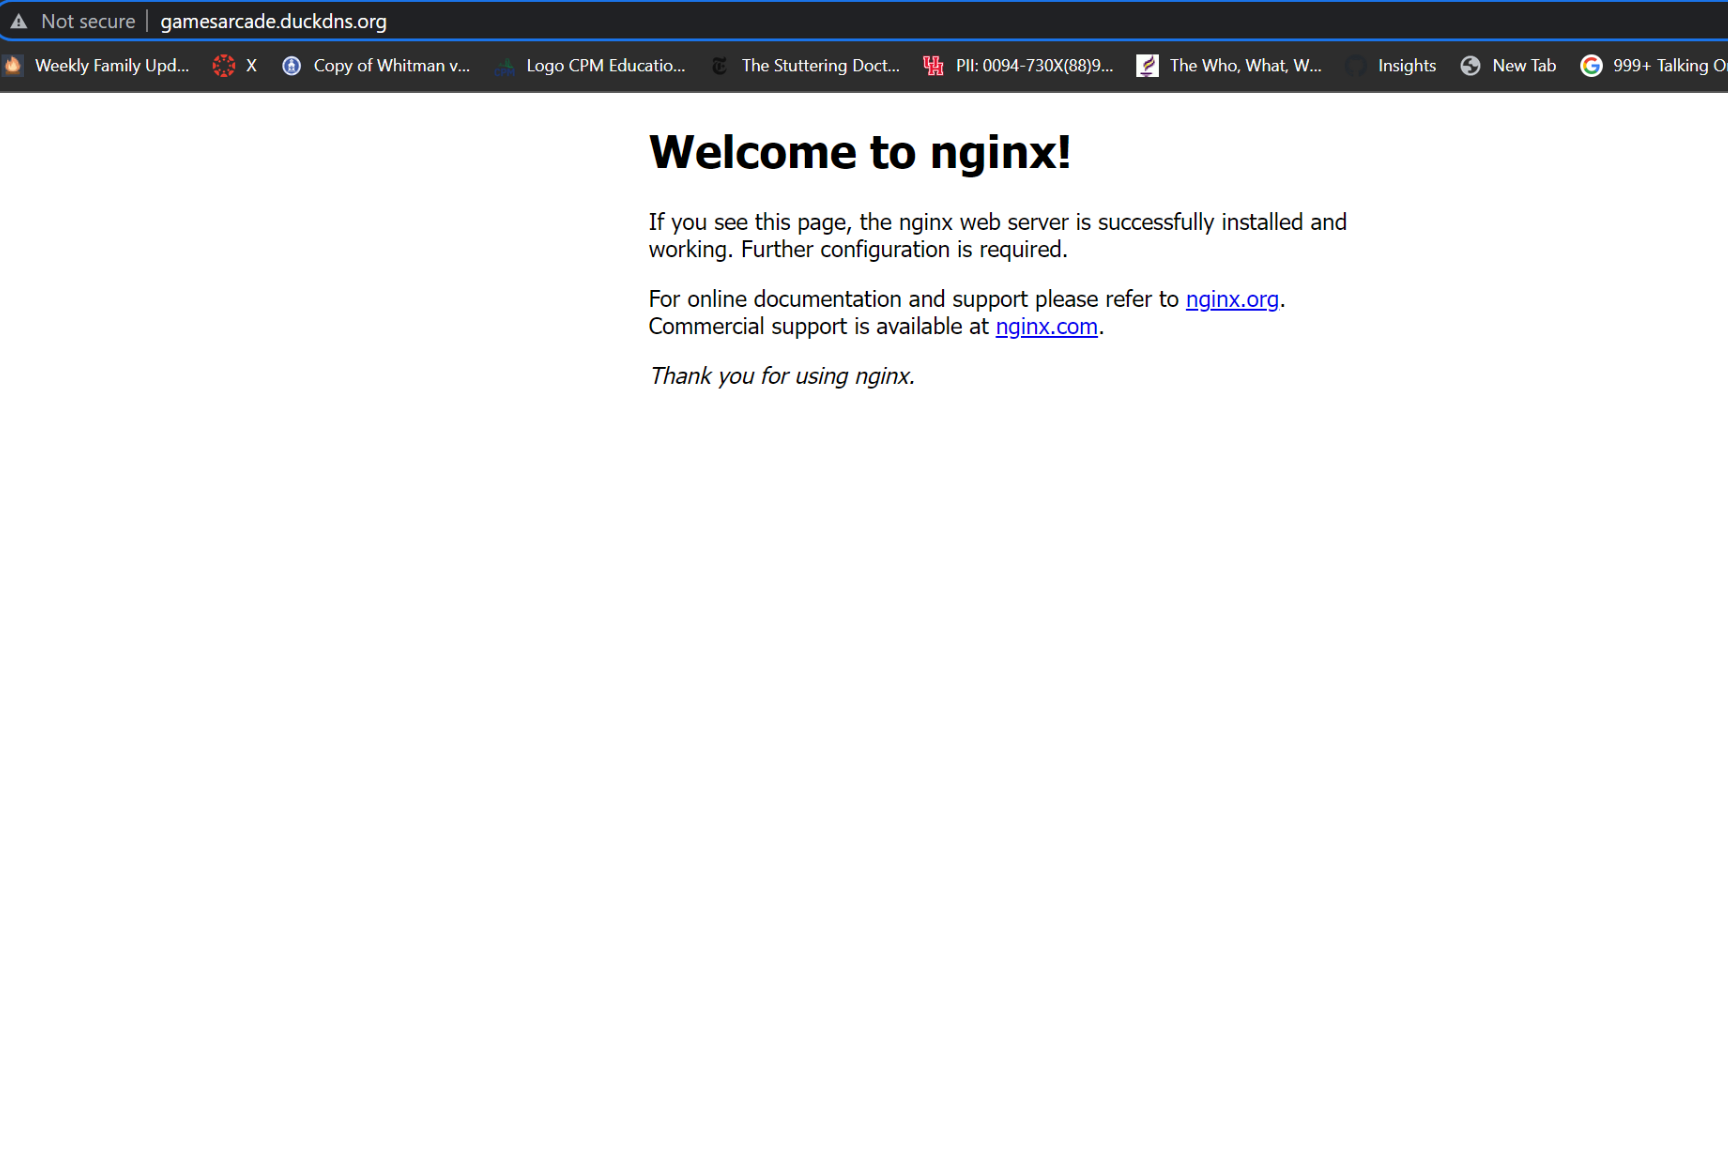 Not secure gamesarcade.duckdns.org
Weekly Family Upd... X Copy of Whitman v... Logo CPM Educatio... The Stuttering Doct... PII: 0094-730X(88)9... The Who, What, W... Insights New Tab 999+ Talking O
Welcome to nginx!
If you see this page, the nginx web server is successfully installed and
working. Further configuration is required.
For online documentation and support please refer to nginx.org.
Commercial support is available at nginx.com.
Thank you for using nginx.